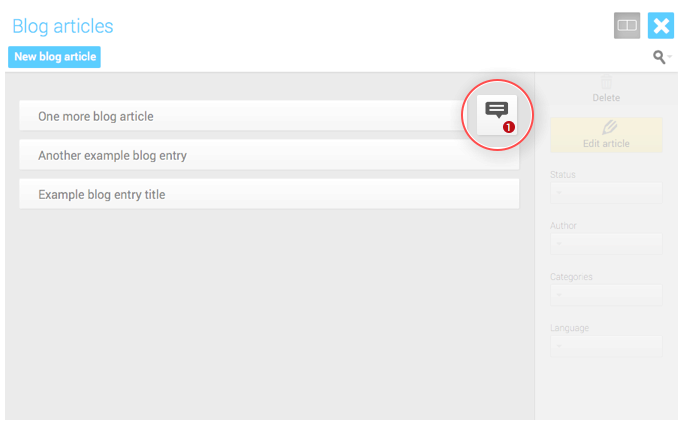 Blog articles
New blog article
One more blog article
1
Another example blog entry
Example blog entry title
Delete
Edit article
Status
Author
Categories
Language